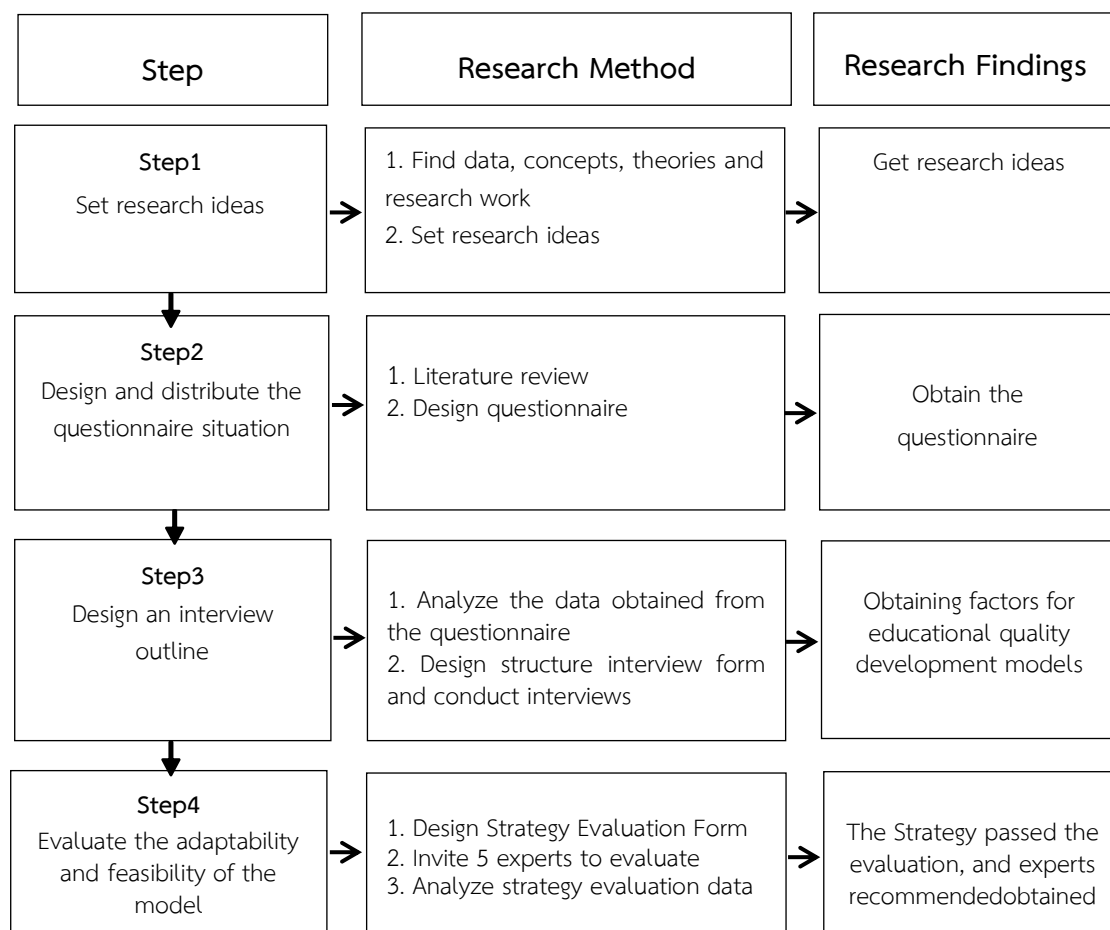 Step
Research Method
Research Findings
Step1
Set research ideas
1. Find data, concepts, theories and
research work
2. Set research ideas
Get research ideas
Step2
Design and distribute the
questionnaire situation
1. Literature review
2. Design questionnaire
Obtain the
questionnaire
Step3
Design an interview
outline
1. Analyze the data obtained from
the questionnaire
2. Design structure interview form
and conduct interviews
Obtaining factors for
educational quality
development models
Step4
Evaluate the adaptability
and feasibility of the
model
1. Design Strategy Evaluation Form
2. Invite 5 experts to evaluate
3. Analyze strategy evaluation data
The Strategy passed the
evaluation, and experts
recommendedobtained